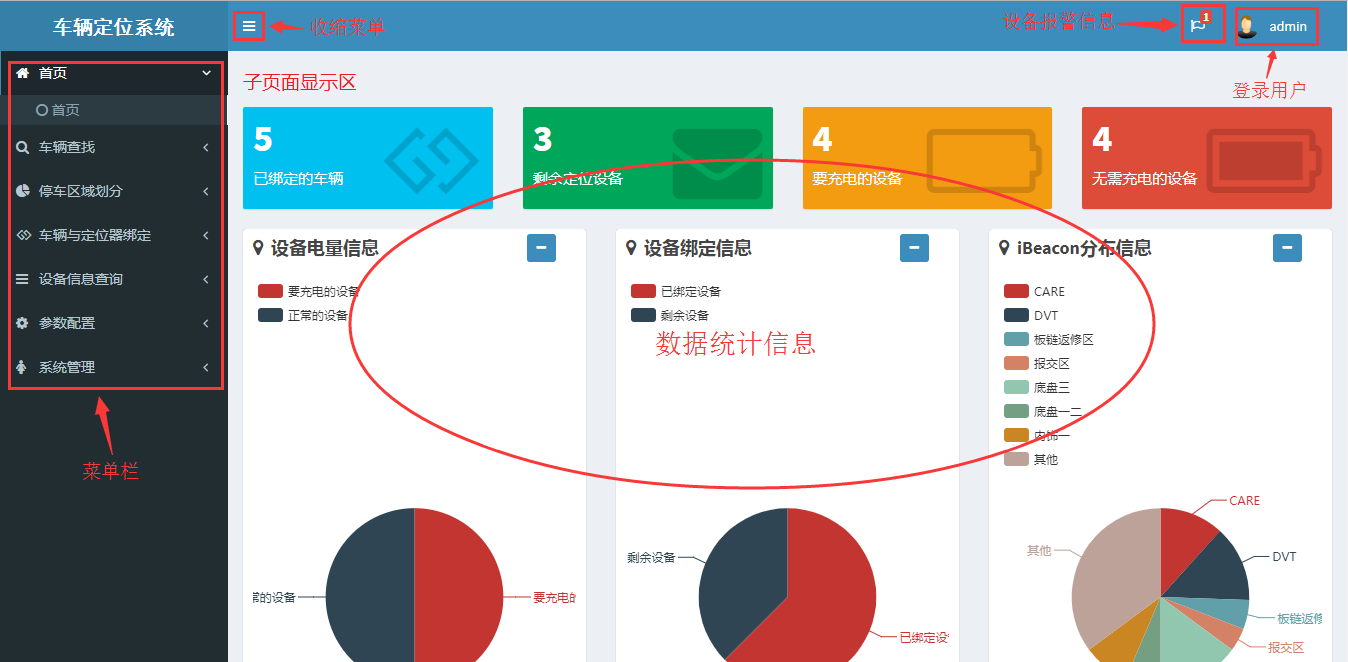 车辆定位系统
收缩菜单
设备报警信息
1
admin
登录用户
首页
首页
车辆查找
停车区域划分
车辆与定位器绑定
设备信息查询
参数配置
系统管理
菜单栏
子页面显示区
5
已绑定的车辆
3
剩余定位设备
4
要充电的设备
4
无需充电的设备
设备电量信息
要充电的设备
正常的设备
常的设备
要充电的
设备绑定信息
已绑定设备
剩余设备
数据统计信息
剩余设备
已绑定设
iBeacon分布信息
CARE
DVT
板链返修区
报交区
底盘三
底盘一二
内饰一
其他
CARE
其他
DVT
板链返修
报交区